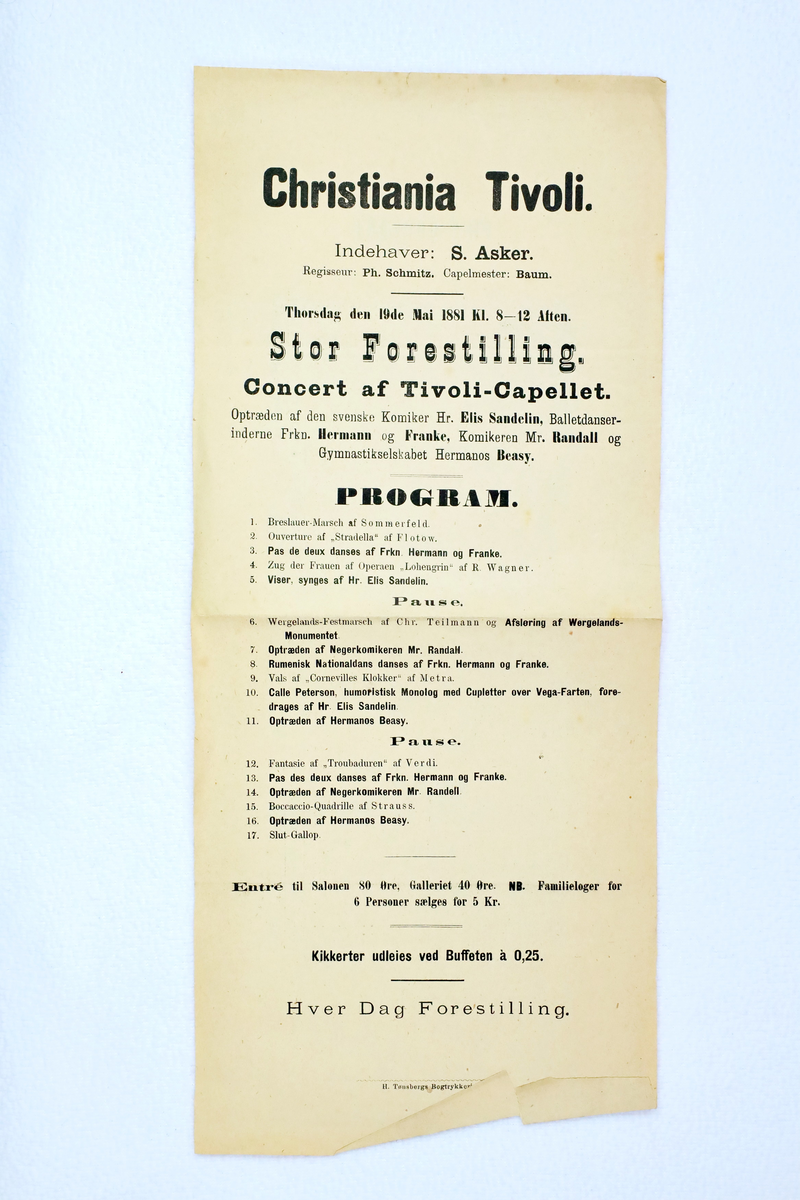 Christiania Tivoli.
Indehaver: S. Asker.
Regisseur: Ph. Schmitz. Capelmester: Baum.
Thorsdag den 19de Mai 1881 Kl. 8—12 Aften.
Stor Forestilling.
Concert af Tivoli-Capellet.
Optræden af den svenske Komiker Hr. Elis Sandelin, Balletdanser-
inderne Frkn. Hermann og Franke, Komikeren Mr. Randall og
Gymnastikselskabet Hermanos Beasy.
PROGRAM.
1. Breslauer-Marsch af Sommerfeld.
2. Ouverture af „Stradella“ af Flotow.
3. Pas de deux danses af Frkn. Hermann og Franke.
4. Zug der Frauen af Operaen „Lohengrin“ af R. Wagner.
5. Viser, synges af Hr. Elis Sandelin.
Pause.
6. Wergelands-Festmarsch af Chr. Teilmann og Afsløring af Wergelands-
Monumentet.
7. Optræden af Negerkomikeren Mr. Randall.
8. Rumenisk Nationaldans danses af Frkn. Hermann og Franke.
9. Vals af „Cornevilles Klokker“ af Metra.
10. Calle Peterson, humoristisk Monolog med Cupletter over Vega-Farten, fore-
drages af Hr. Elis Sandelin.
11. Optræden af Hermanos Beasy.
Pause.
12. Fantasie af „Troubaduren“ af Verdi.
13. Pas des deux danses af Frkn. Hermann og Franke.
14. Optræden af Negerkomikeren Mr. Randell.
15. Boccaccio-Quadrille af Strauss.
16. Optræden af Hermanos Beasy.
17. Slut-Gallop.
Entré til Salonen 80 Øre, Galleriet 40 Øre. NB. Familieloger for
6 Personer sælges for 5 Kr.
Kikkerter udleies ved Buffeten à 0,25.
Hver Dag Forestilling.
H. Tønsbergs Bogtrykkeri